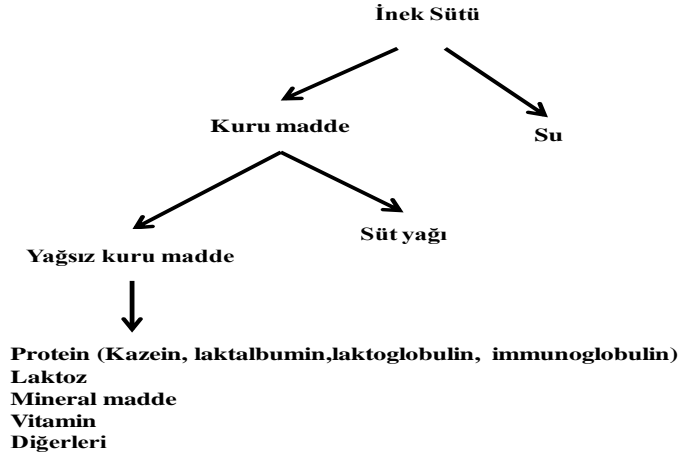 İnek Sütü
Kuru madde
Su
Süt yağı
Yağsız kuru madde
Protein (Kazein, laktalbumin,laktoglobulin, immunoglobulin)
Laktoz
Mineral madde
Vitamin
Diğerleri